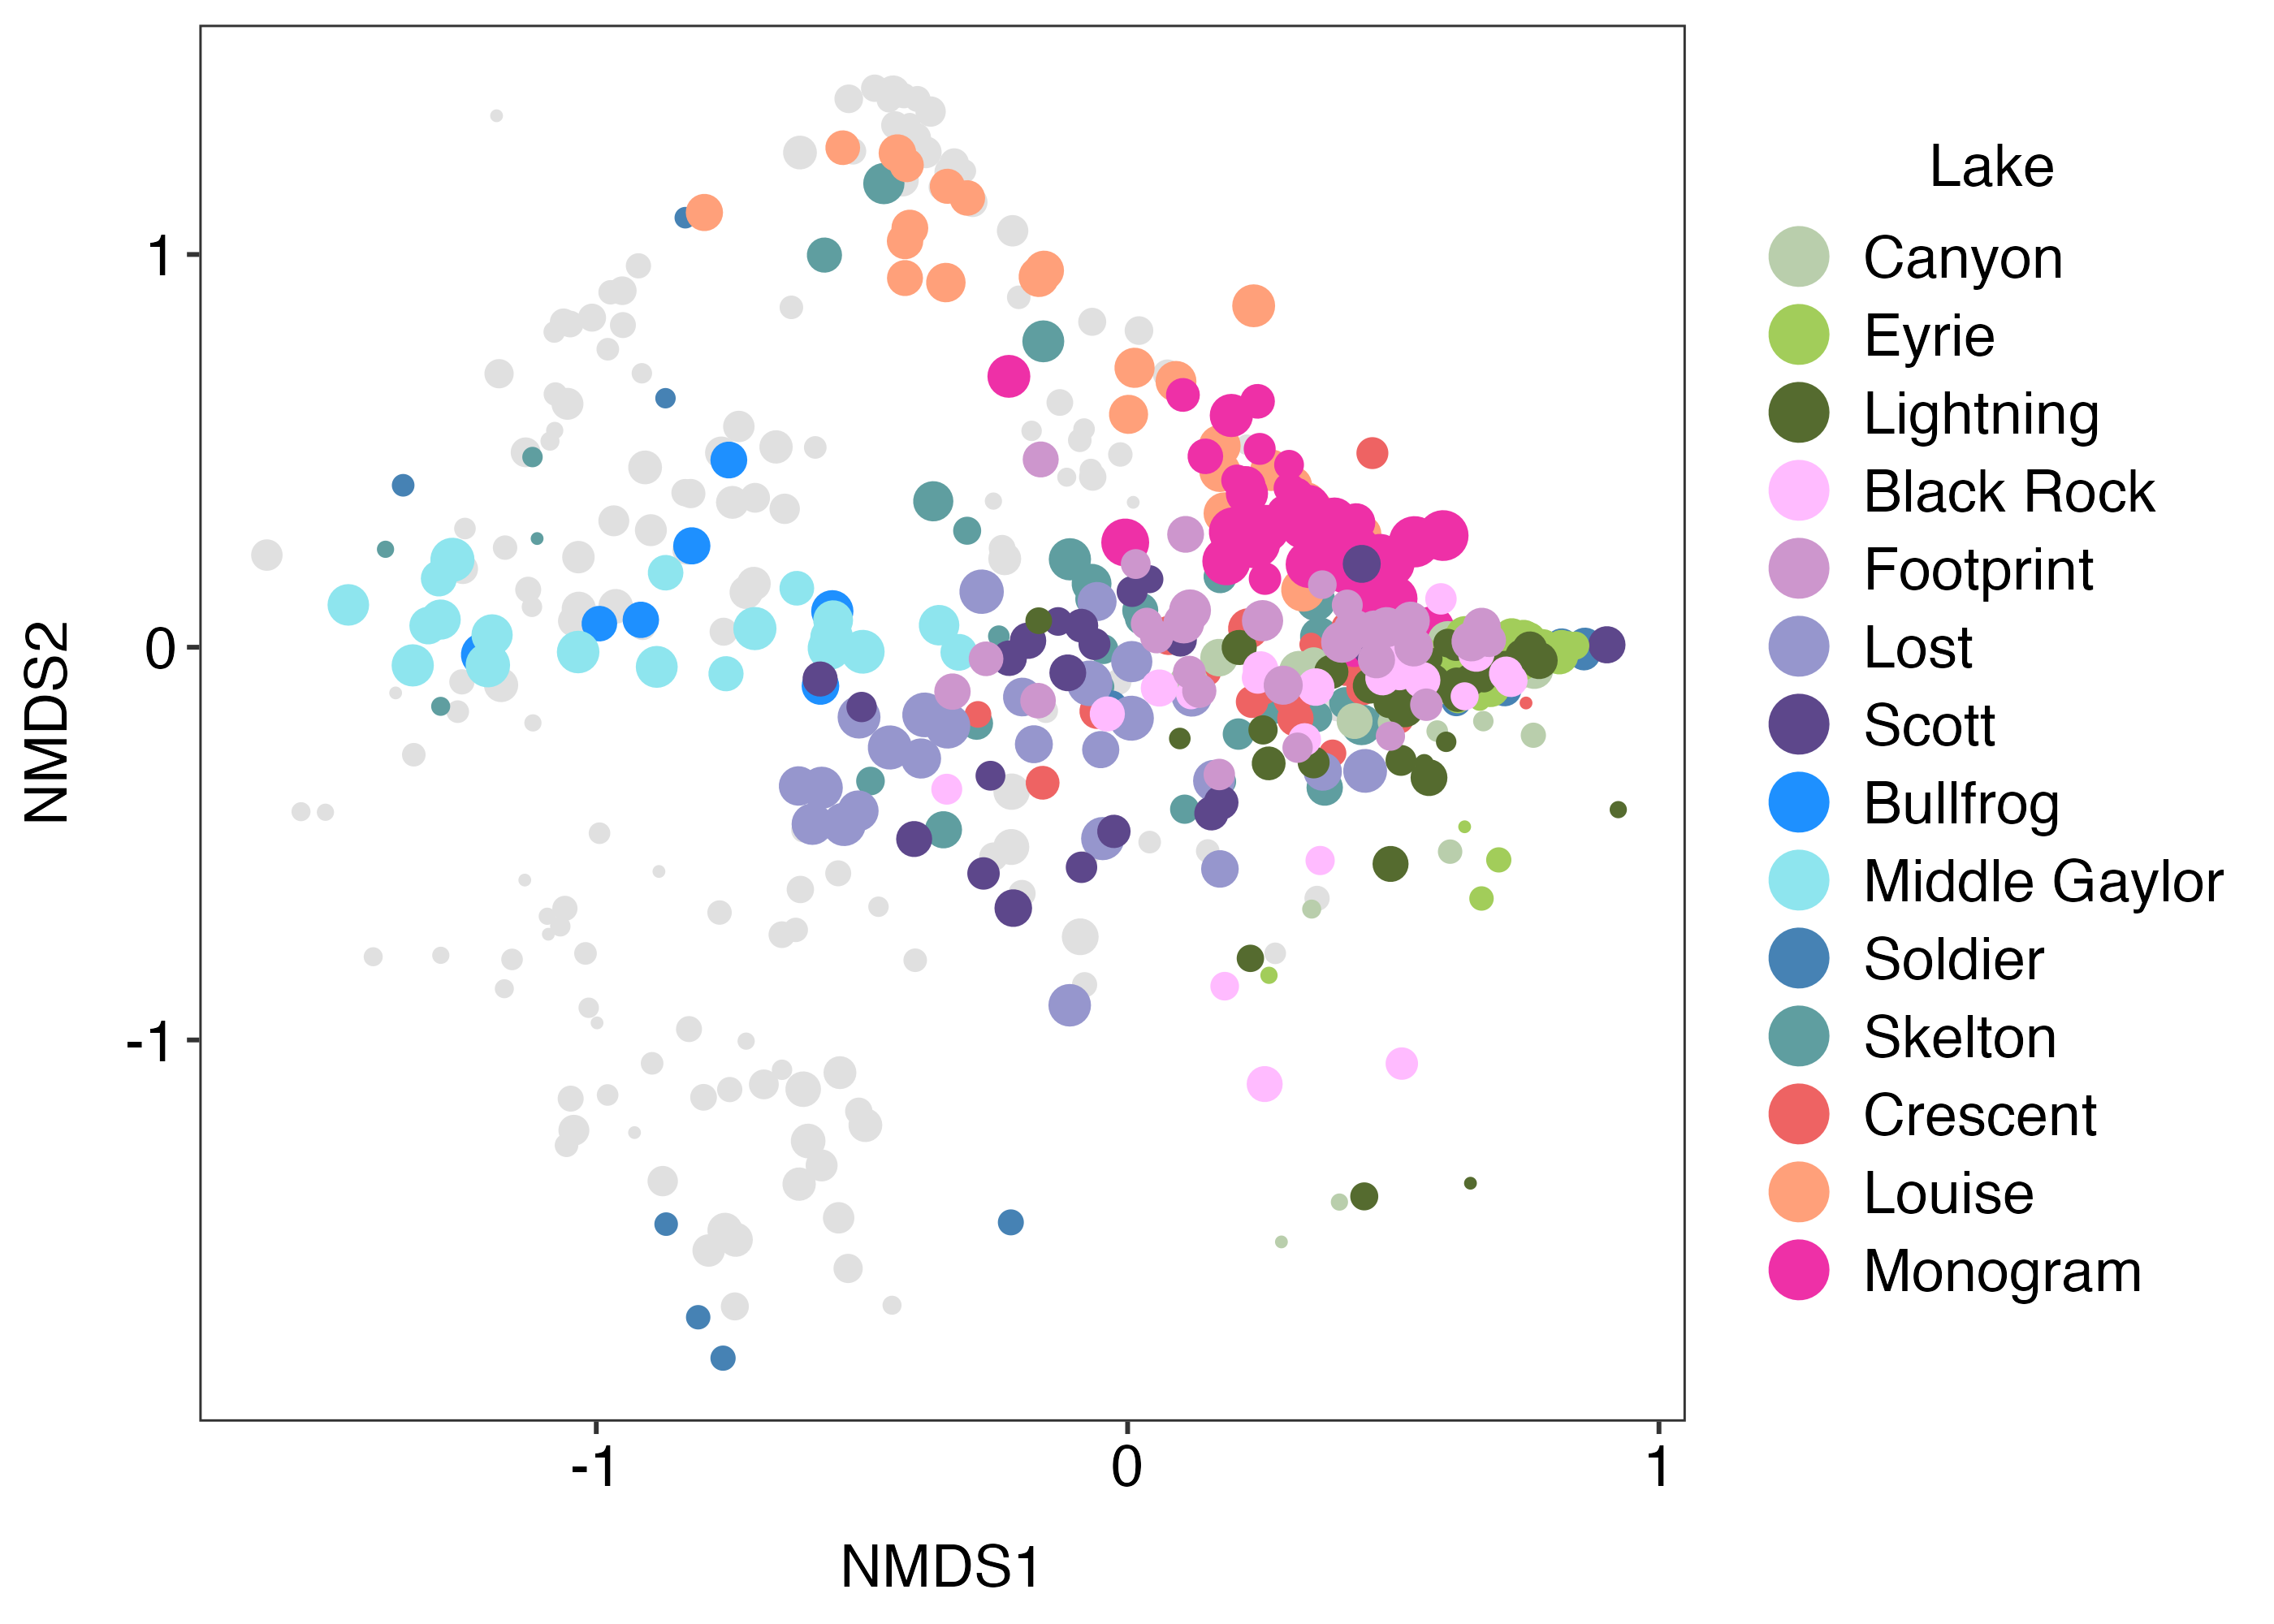 NMDS2
1
0
-1
-1
0
1
NMDS1
Lake
Canyon
Eyrie
Lightning
Black Rock
Footprint
Lost
Scott
Bullfrog
Middle Gaylor
Soldier
Skelton
Crescent
Louise
Monogram